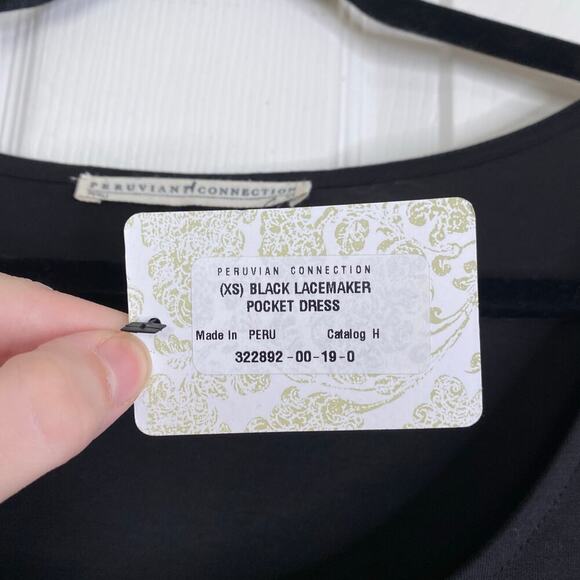 PERUVIAN CONNECTION
PERUVIAN CONNECTION
(XS) BLACK LACEMAKER
POCKET DRESS
Made In PERU Catalog H
322892-00-19-0